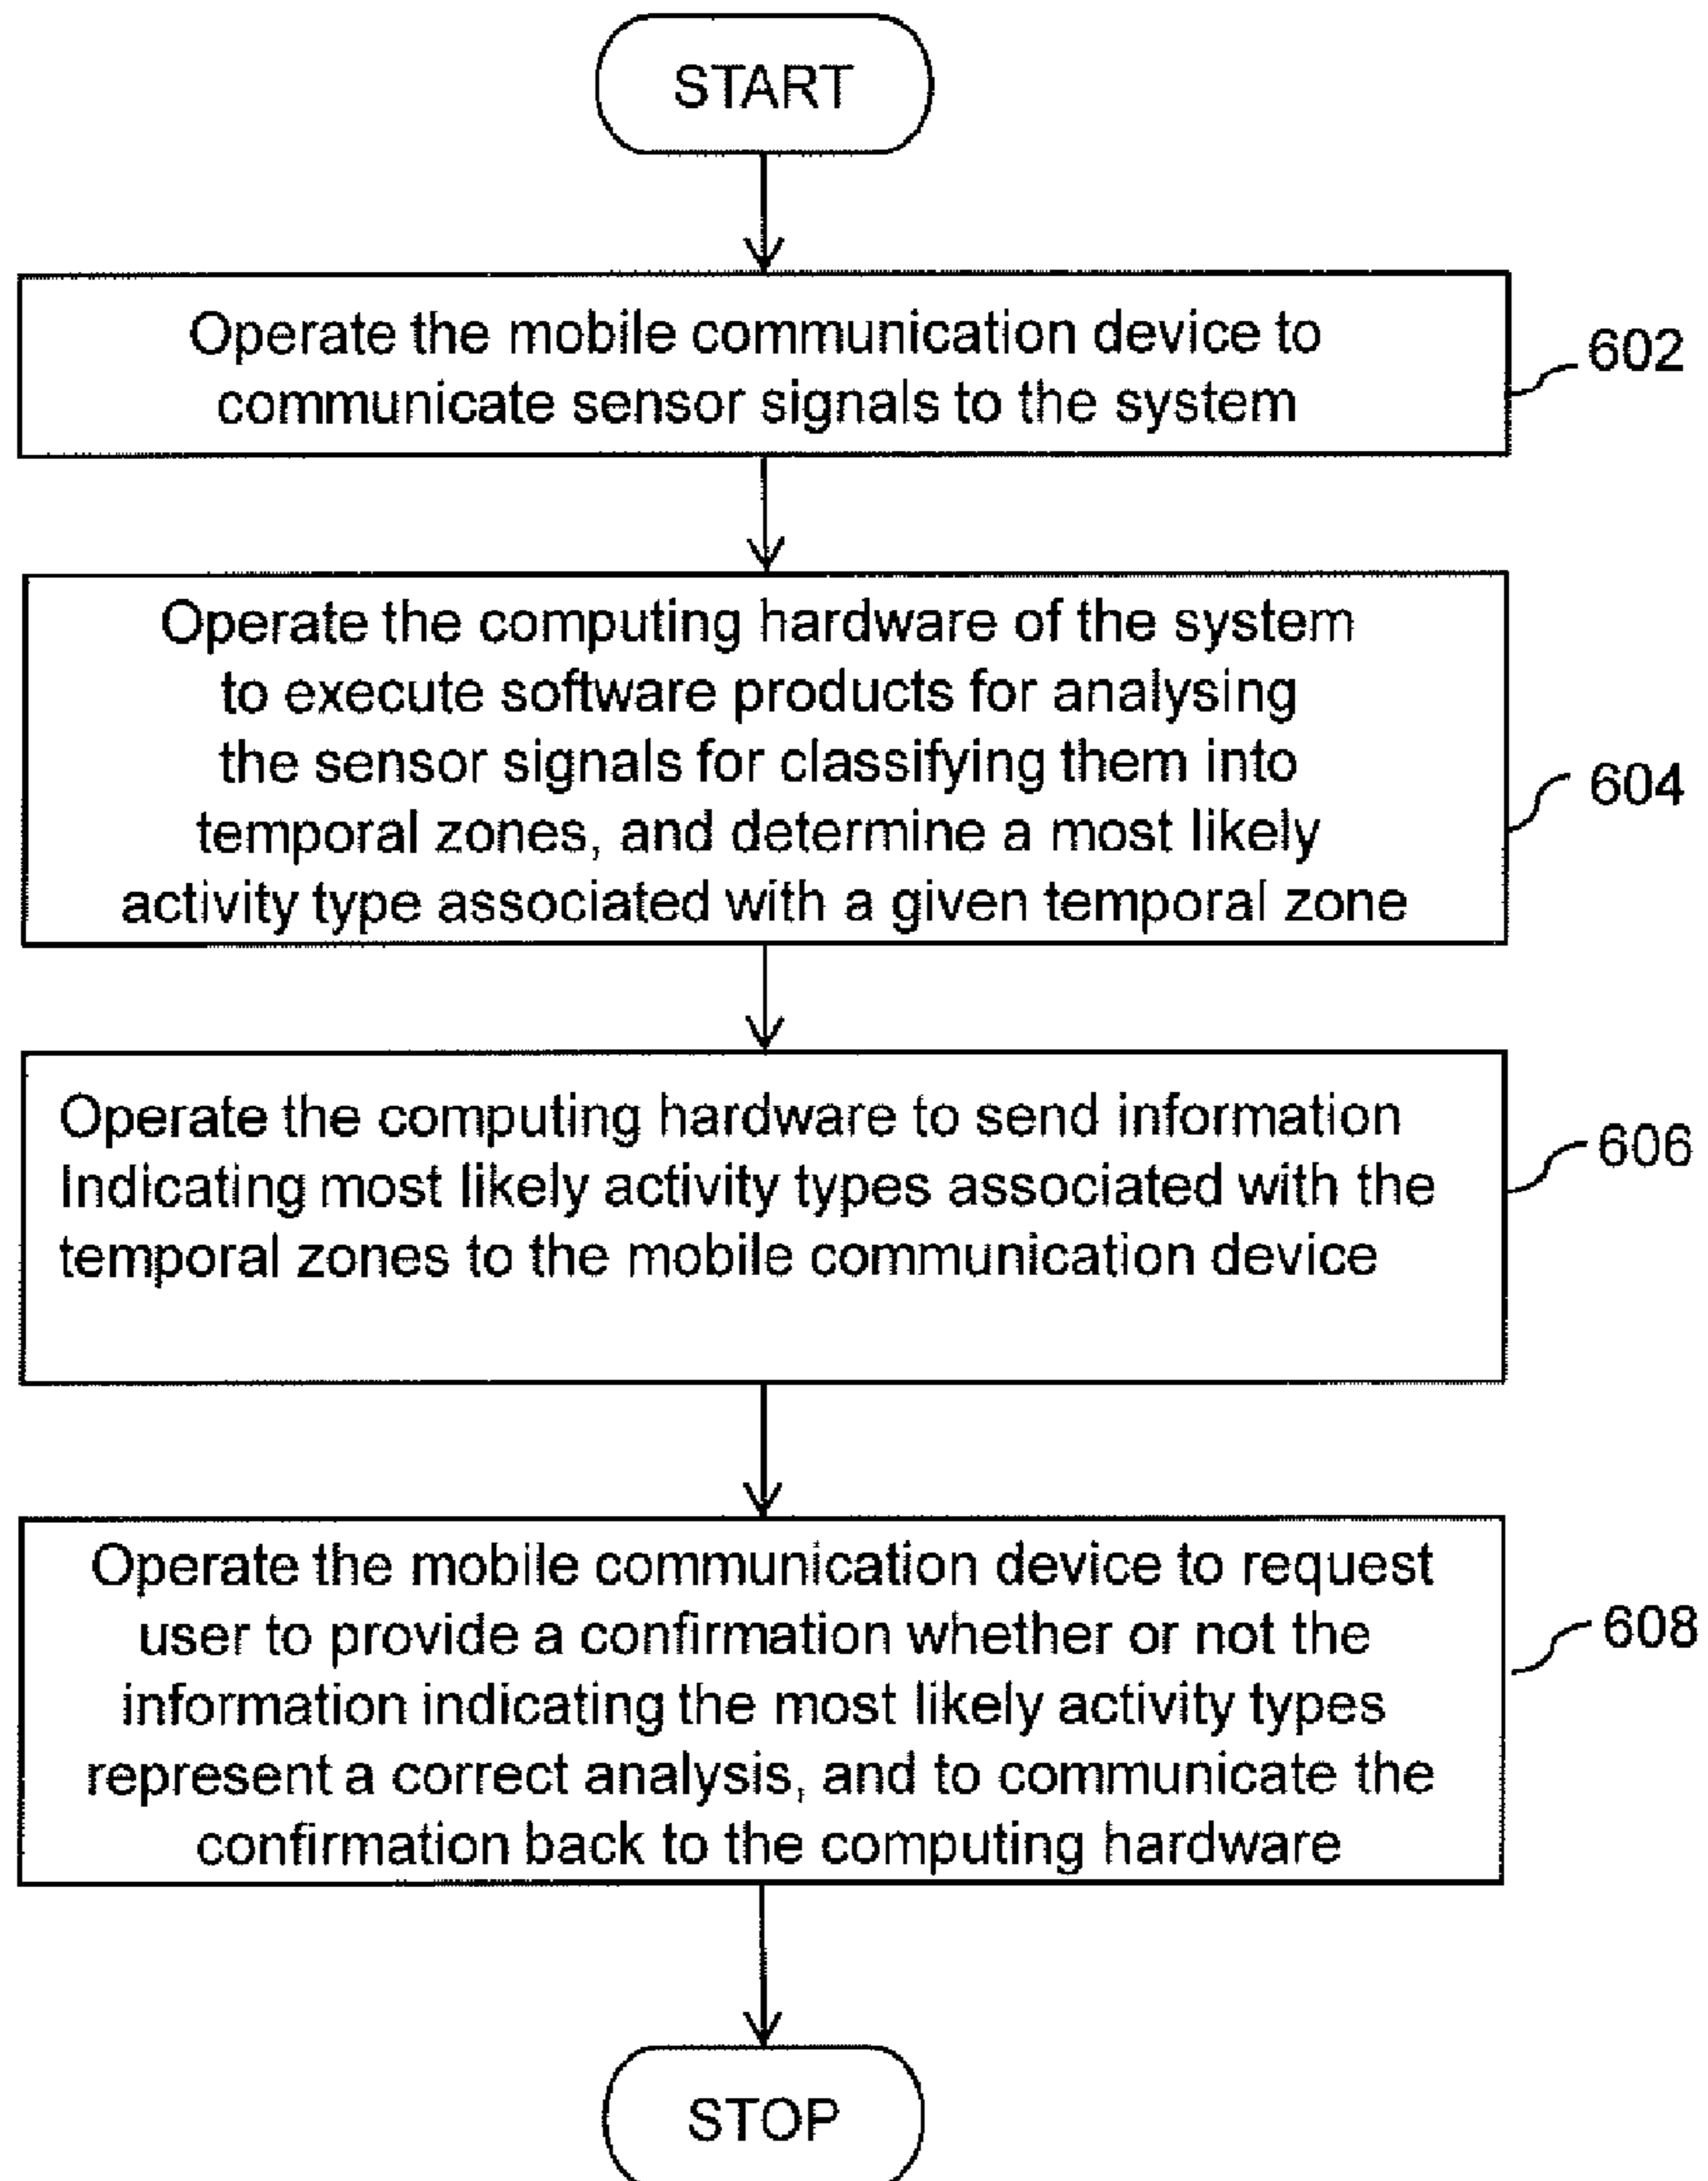 START
Operate the mobile communication device to
communicate sensor signals to the system
602
Operate the computing hardware of the system
to execute software products for analysing
the sensor signals for classifying them into
temporal zones, and determine a most likely
activity type associated with a given temporal zone
604
Operate the computing hardware to send information
indicating most likely activity types associated with the
temporal zones to the mobile communication device
606
Operate the mobile communication device to request
user to provide a confirmation whether or not the
information indicating the most likely activity types
represent a correct analysis, and to communicate the
confirmation back to the computing hardware
608
STOP